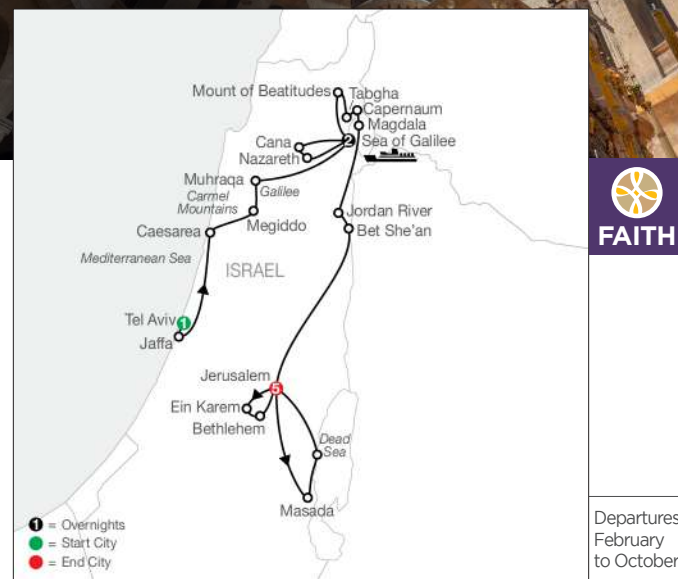 Mount of Beatitudes
Tabgha
Capernaum
Magdala
Cana
2
Sea of Galilee
Nazareth
Muhraqa
Galilee
Carmel
Mountains
Megiddo
Jordan River
Caesarea
Bet She'an
Mediterranean Sea
ISRAEL
Tel Aviv
1
Jaffa
Jerusalem
5
Ein Karem
Bethlehem
Dead
Sea
Masada
1 = Overnights
= Start City
= End City
FAITH
Departures
February
to October